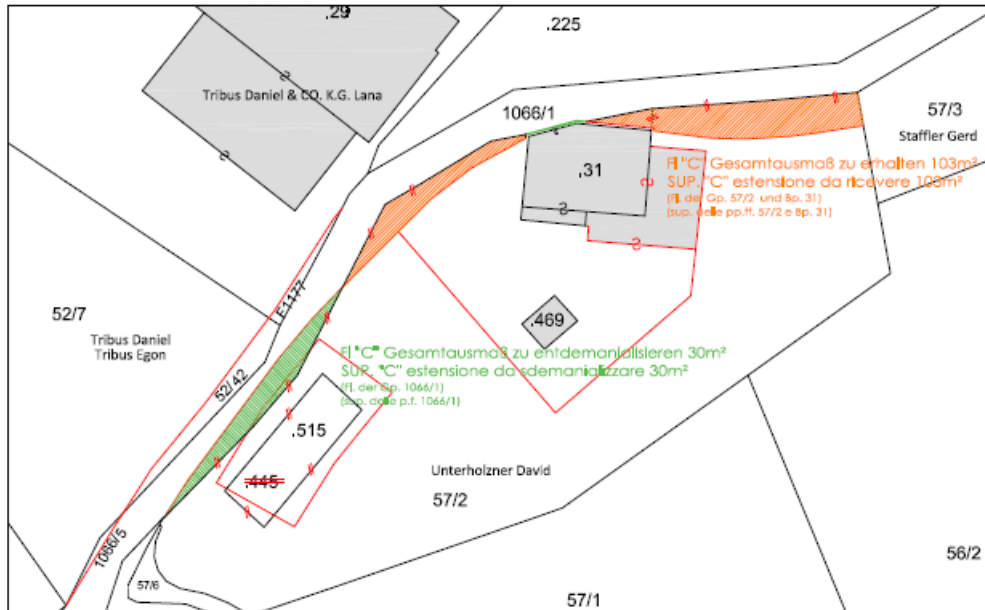 .29
.225
Tribus Daniel & CO. K.G. Lana
1066/1
57/3
Staffler Gerd
.31
Fl "C" Gesamtausmaß zu erhalten 103m²
SUP. "C" estensione da ricevere 103m²
(Fl. der Gp. 57/2 und Bp. 31)
(sup. delle pp.ff. 57/2 e Bp. 31)
E1177
52/7
.469
Tribus Daniel
Tribus Egon
Fl "C" Gesamtausmaß zu entdemanialisieren 30m²
SUP. "C" estensione da sdemanializzare 30m²
(Fl. der Gp. 1066/1)
(sup. delle p.f. 1066/1)
52/42
.515
Unterholzner David
.445
57/2
1066/5
56/2
57/6
57/1